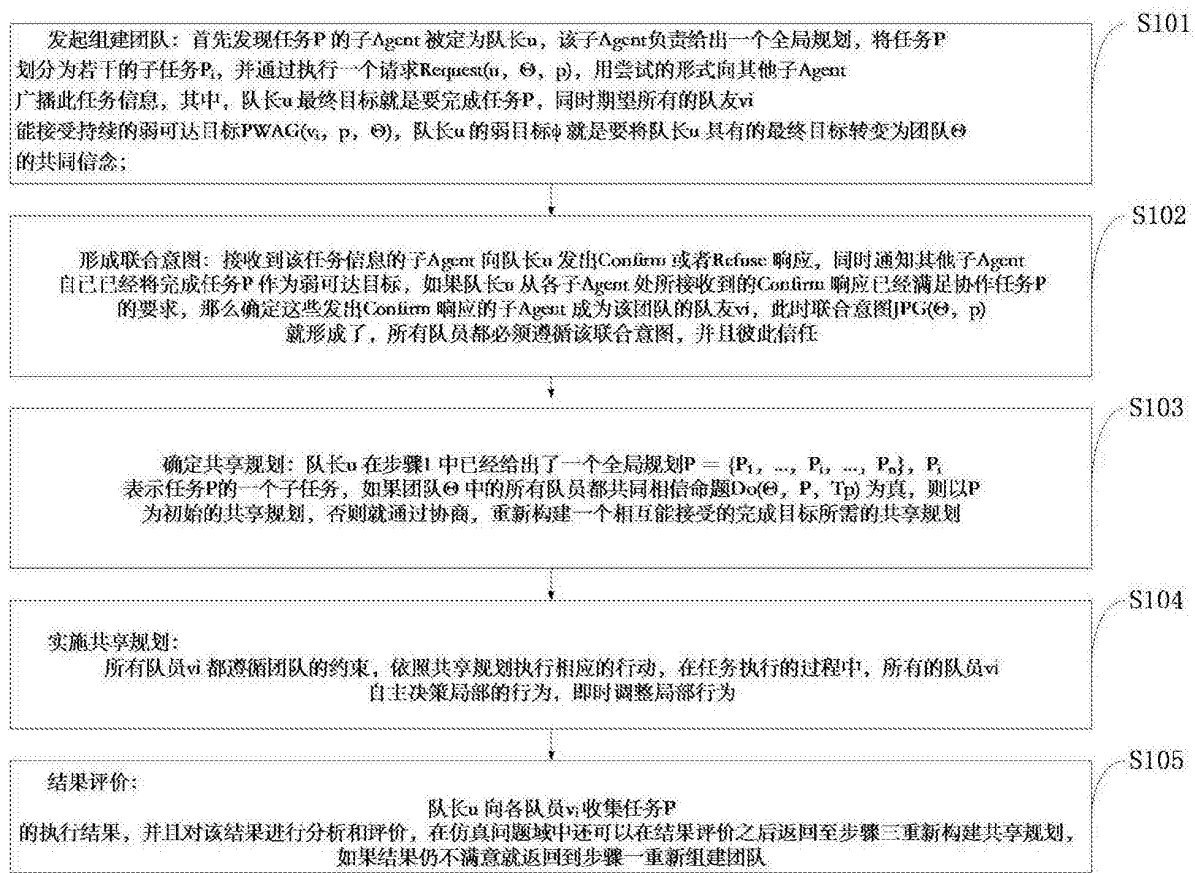 S101
发起组建团队：首先发现任务P 的子Agent 被定为队长u，该子Agent负责给出一个全局规划，将任务P
划分为若干的子任务Pi，并通过执行一个请求Request(u，Θ，p)，用尝试的形式向其他子Agent
广播此任务信息，其中，队长u 最终目标就是要完成任务P，同时期望所有的队友vi
能接受持续的弱可达目标PWAG(vi，p，Θ)，队长u 的弱目标φ 就是要将队长u 具有的最终目标转变为团队Θ
的共同信念；
S102
形成联合意图：接收到该任务信息的子Agent 向队长u 发出Confirm 或者Refuse 响应，同时通知其他子Agent
自己已经将完成任务P 作为弱可达目标，如果队长u 从各子Agent 处所接收到的Confirm 响应已经满足协作任务P
的要求，那么确定这些发出Confirm 响应的子Agent 成为该团队的队友vi，此时联合意图JPG(Θ，p)
就形成了，所有队员都必须遵循该联合意图，并且彼此信任
S103
确定共享规划：队长u 在步骤1 中已经给出了一个全局规划P = {P1，...，Pi，...，Pn}，Pi
表示任务P的一个子任务，如果团队Θ 中的所有队员都共同相信命题Do(Θ，P，Tp) 为真，则以P
为初始的共享规划，否则就通过协商，重新构建一个相互能接受的完成目标所需的共享规划
S104
实施共享规划：
所有队员vi 都遵循团队的约束，依照共享规划执行相应的行动，在任务执行的过程中，所有的队员vi
自主决策局部的行为，即时调整局部行为
S105
结果评价：
队长u 向各队员vi 收集任务P
的执行结果，并且对该结果进行分析和评价，在仿真问题域中还可以在结果评价之后返回至步骤三重新构建共享规划，
如果结果仍不满意就返回到步骤一重新组建团队